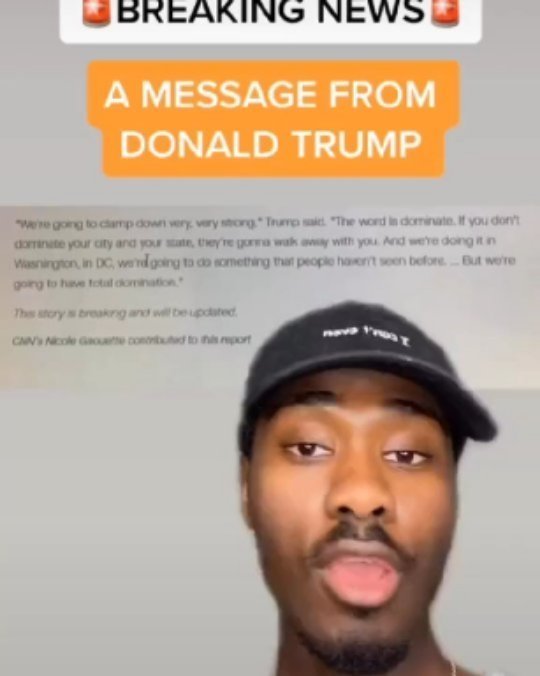 🚨BREAKING NEWS🚨
A MESSAGE FROM
DONALD TRUMP
"We're going to clamp down very, very strong," Trump said. "The word is dominate. If you don't
dominate your city and your state, they're gonna walk away with you. And we're doing it in
Washington, in DC, we're going to do something that people haven't seen before. ... But we're
going to have total domination."
This story is breaking and will be updated.
CNN's Nicole Gaouette contributed to this report
I can't even